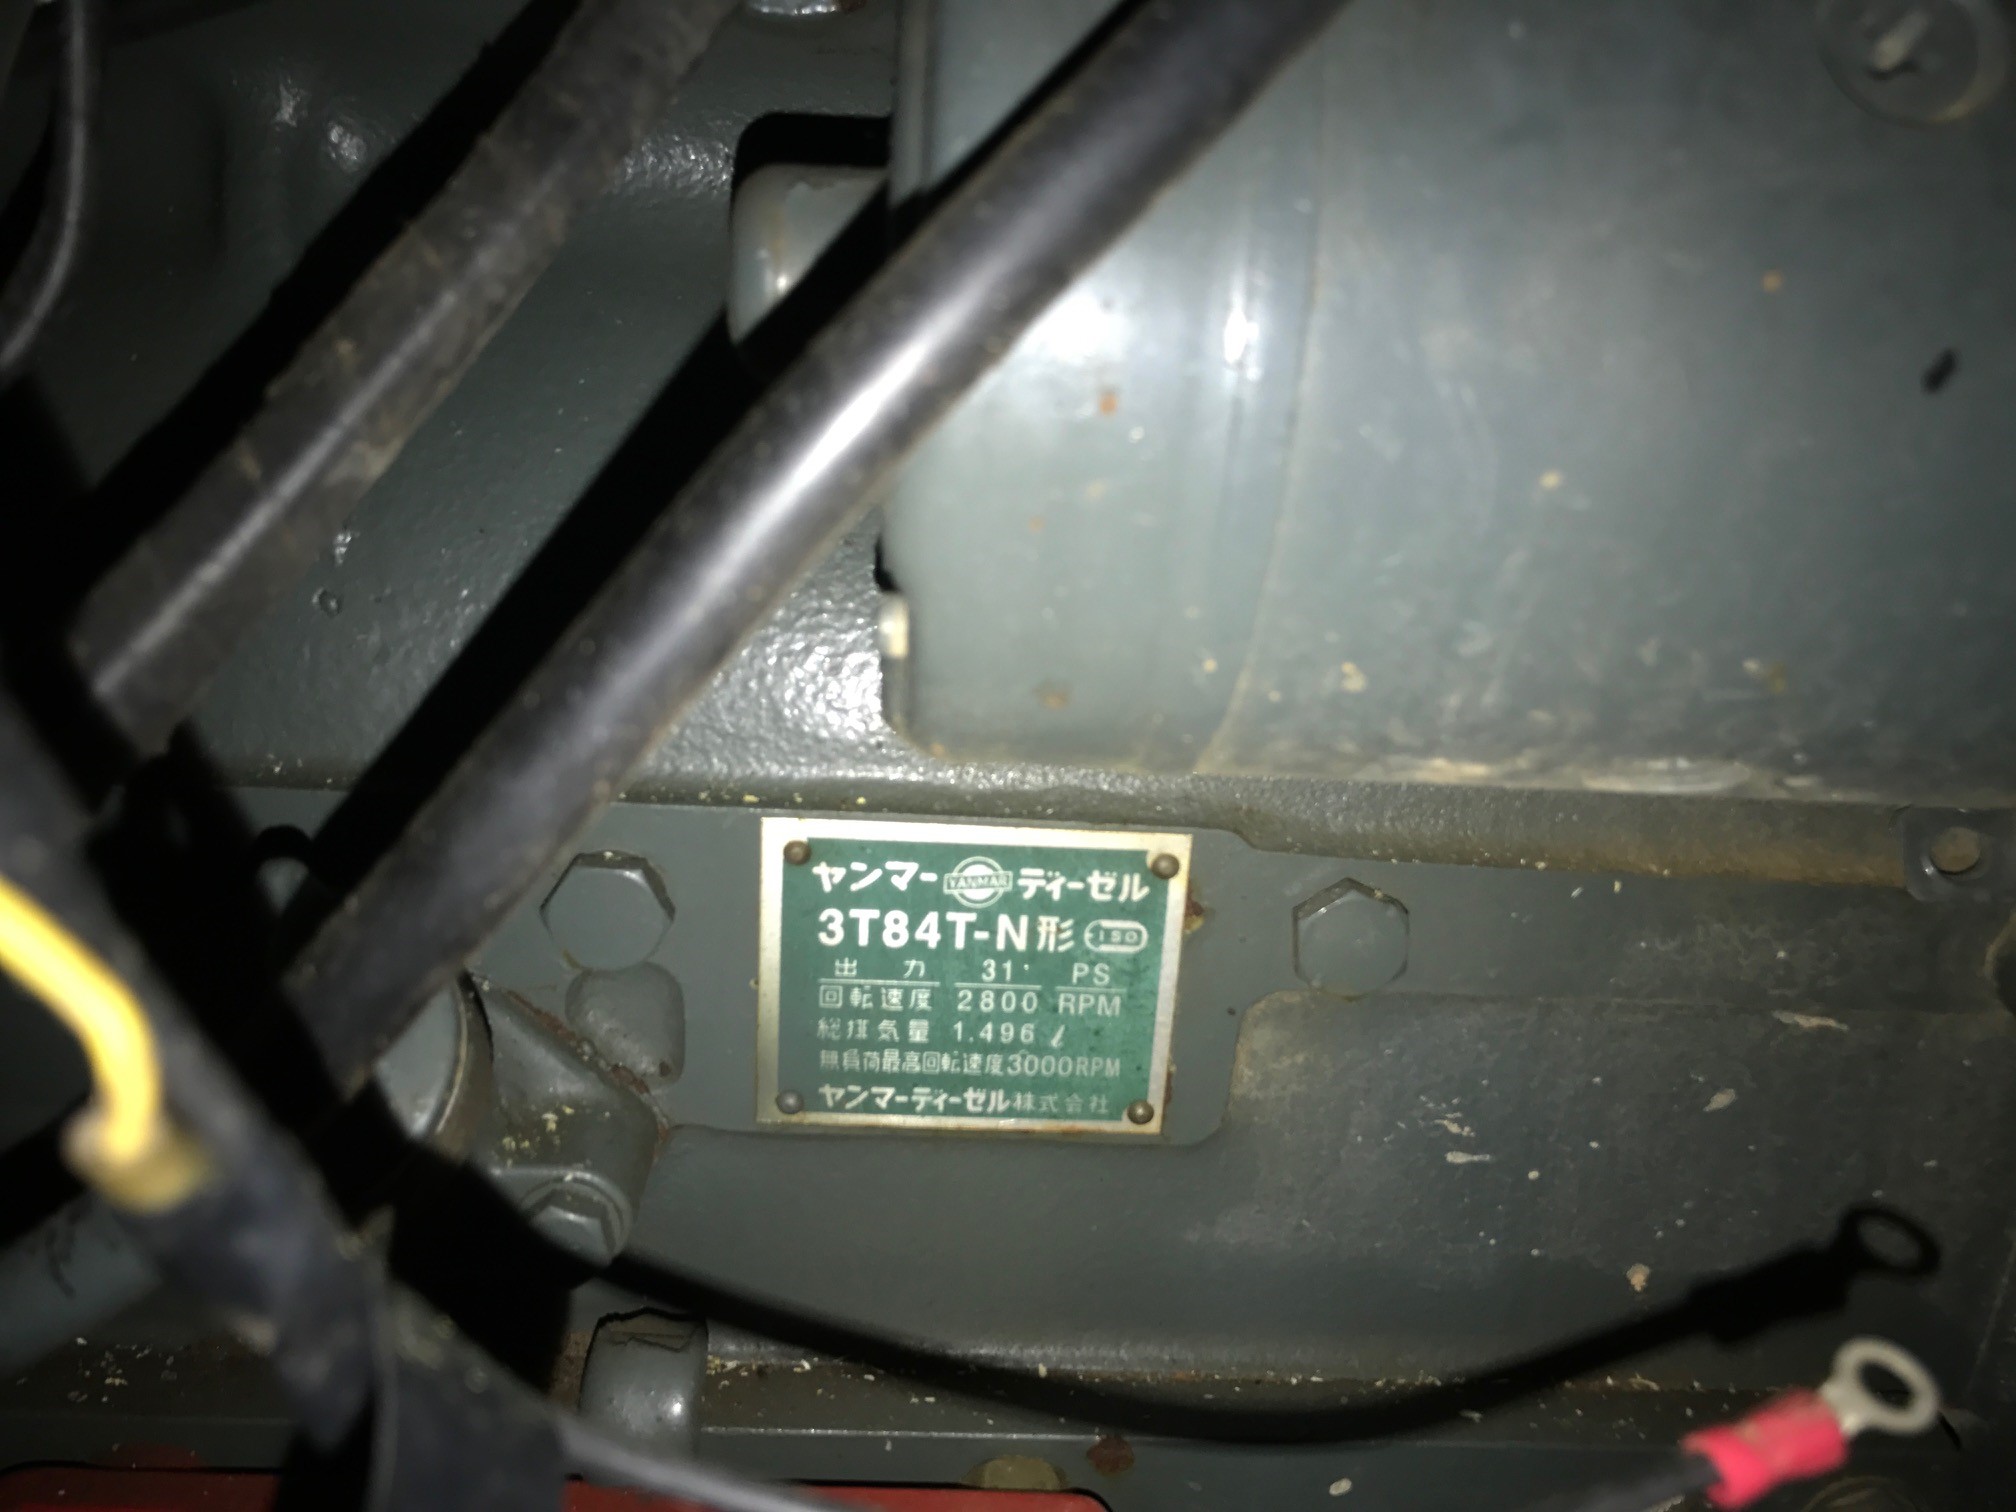 ヤンマー YANMAR ディーゼル
3T84T-N形 ISO
出力 31 PS
回転速度 2800 RPM
総排気量 1.496 ℓ
無負荷最高回転速度3000RPM
ヤンマーディーゼル株式会社